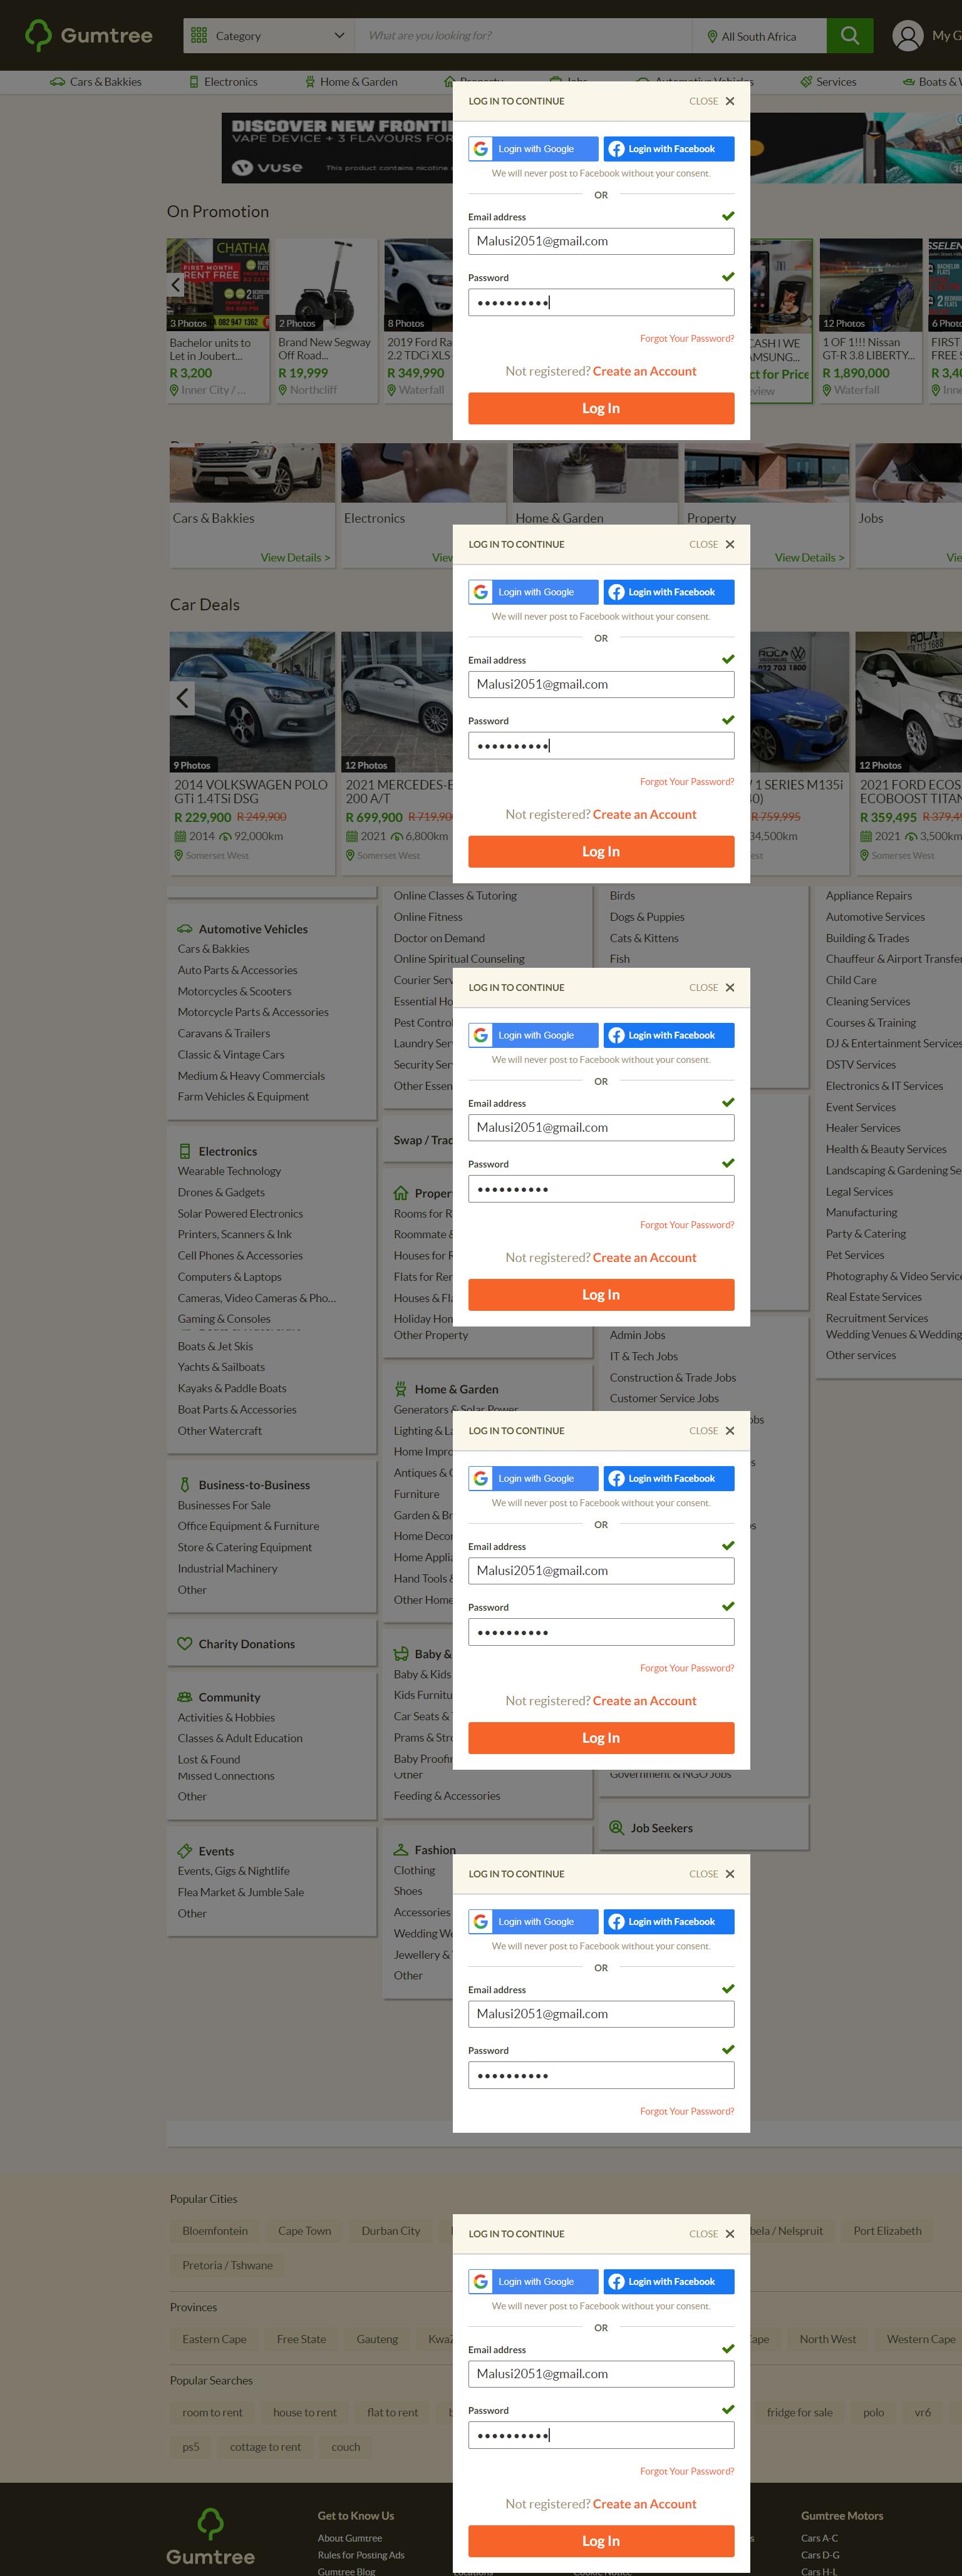 Gumtree
Category
What are you looking for?
All South Africa
My G
Cars & Bakkies
Electronics
Home & Garden
Services
Boats &
LOG IN TO CONTINUE
CLOSE
DISCOVER NEW FRONTI
VAPE DEVICE + 3 FLAVOURS FOR
VUSE
This product contains nicotine
Login with Google
Login with Facebook
We will never post to Facebook without your consent.
OR
Email address
Malusi2051@gmail.com
Password
••••••••••
Forgot Your Password?
Not registered? Create an Account
Log In
On Promotion
CHATHA
FIRST MONTH
RENT FREE
082 947 1362
3 Photos
Bachelor units to
Let in Joubert...
R 3,200
Inner City / ...
2 Photos
Brand New Segway
Off Road...
R 19,999
Northcliff
8 Photos
2019 Ford Ra
2.2 TDCi XLS
R 349,990
Waterfall
CASH I WE
AMSUNG...
ct for Price
view
12 Photos
1 OF 1!!! Nissan
GT-R 3.8 LIBERTY...
R 1,890,000
Waterfall
6 Phot
FIRST
FREE S
R 3,40
Inne
Cars & Bakkies
View Details >
Electronics
View
Home & Garden
Property
View Details >
Jobs
Vie
LOG IN TO CONTINUE
CLOSE
Login with Google
Login with Facebook
We will never post to Facebook without your consent.
OR
Email address
Malusi2051@gmail.com
Password
••••••••••
Forgot Your Password?
Not registered? Create an Account
Log In
Car Deals
9 Photos
2014 VOLKSWAGEN POLO
GTi 1.4TSi DSG
R 229,900 R 249,900
2014 92,000km
Somerset West
12 Photos
2021 MERCEDES-B
200 A/T
R 699,900 R 719,90
2021 6,800km
Somerset West
1 SERIES M135i
40)
R 759,995
34,500km
est
12 Photos
2021 FORD ECOS
ECOBOOST TITAN
R 359,495 R 379,4
2021 3,500km
Somerset West
Automotive Vehicles
Cars & Bakkies
Auto Parts & Accessories
Motorcycles & Scooters
Motorcycle Parts & Accessories
Caravans & Trailers
Classic & Vintage Cars
Medium & Heavy Commercials
Farm Vehicles & Equipment
Electronics
Wearable Technology
Drones & Gadgets
Solar Powered Electronics
Printers, Scanners & Ink
Cell Phones & Accessories
Computers & Laptops
Cameras, Video Cameras & Pho...
Gaming & Consoles
Boats & Jet Skis
Yachts & Sailboats
Kayaks & Paddle Boats
Boat Parts & Accessories
Other Watercraft
Business-to-Business
Businesses For Sale
Office Equipment & Furniture
Store & Catering Equipment
Industrial Machinery
Other
Charity Donations
Community
Activities & Hobbies
Classes & Adult Education
Lost & Found
Missed Connections
Other
Events
Events, Gigs & Nightlife
Flea Market & Jumble Sale
Other
Online Classes & Tutoring
Online Fitness
Doctor on Demand
Online Spiritual Counseling
Courier Serv
Essential Ho
Pest Control
Laundry Serv
Security Serv
Other Essen
Swap / Trad
Proper
Rooms for R
Roommate &
Houses for R
Flats for Ren
Houses & Fla
Holiday Hom
Other Property
Home & Garden
Generators & Solar Power
Lighting & La
Home Impro
Antiques & C
Furniture
Garden & Br
Home Decor
Home Applia
Hand Tools &
Other Home
Baby &
Baby & Kids
Kids Furnitu
Car Seats &
Prams & Stro
Baby Proofin
Other
Feeding & Accessories
Fashion
Clothing
Shoes
Accessories
Wedding We
Jewellery &
Other
Birds
Dogs & Puppies
Cats & Kittens
Fish
Admin Jobs
IT & Tech Jobs
Construction & Trade Jobs
Customer Service Jobs
obs
s
bs
Government & NGO Jobs
Job Seekers
Appliance Repairs
Automotive Services
Building & Trades
Chauffeur & Airport Transfer
Child Care
Cleaning Services
Courses & Training
DJ & Entertainment Services
DSTV Services
Electronics & IT Services
Event Services
Healer Services
Health & Beauty Services
Landscaping & Gardening Se
Legal Services
Manufacturing
Party & Catering
Pet Services
Photography & Video Service
Real Estate Services
Recruitment Services
Wedding Venues & Wedding
Other services
LOG IN TO CONTINUE
CLOSE
Login with Google
Login with Facebook
We will never post to Facebook without your consent.
OR
Email address
Malusi2051@gmail.com
Password
••••••••••
Forgot Your Password?
Not registered? Create an Account
Log In
LOG IN TO CONTINUE
CLOSE
Login with Google
Login with Facebook
We will never post to Facebook without your consent.
OR
Email address
Malusi2051@gmail.com
Password
••••••••••
Forgot Your Password?
Not registered? Create an Account
Log In
LOG IN TO CONTINUE
CLOSE
Login with Google
Login with Facebook
We will never post to Facebook without your consent.
OR
Email address
Malusi2051@gmail.com
Password
••••••••••
Forgot Your Password?
Popular Cities
Bloemfontein
Cape Town
Durban City
bela / Nelspruit
Port Elizabeth
Pretoria / Tshwane
Provinces
Eastern Cape
Free State
Gauteng
KwaZ
ape
North West
Western Cape
Popular Searches
room to rent
house to rent
flat to rent
b
fridge for sale
polo
vr6
ps5
cottage to rent
couch
LOG IN TO CONTINUE
CLOSE
Login with Google
Login with Facebook
We will never post to Facebook without your consent.
OR
Email address
Malusi2051@gmail.com
Password
••••••••••
Forgot Your Password?
Not registered? Create an Account
Log In
Gumtree
Get to Know Us
About Gumtree
Rules for Posting Ads
Gumtree Blog
Locations
Cookie Notice
s
Gumtree Motors
Cars A-C
Cars D-G
Cars H-L